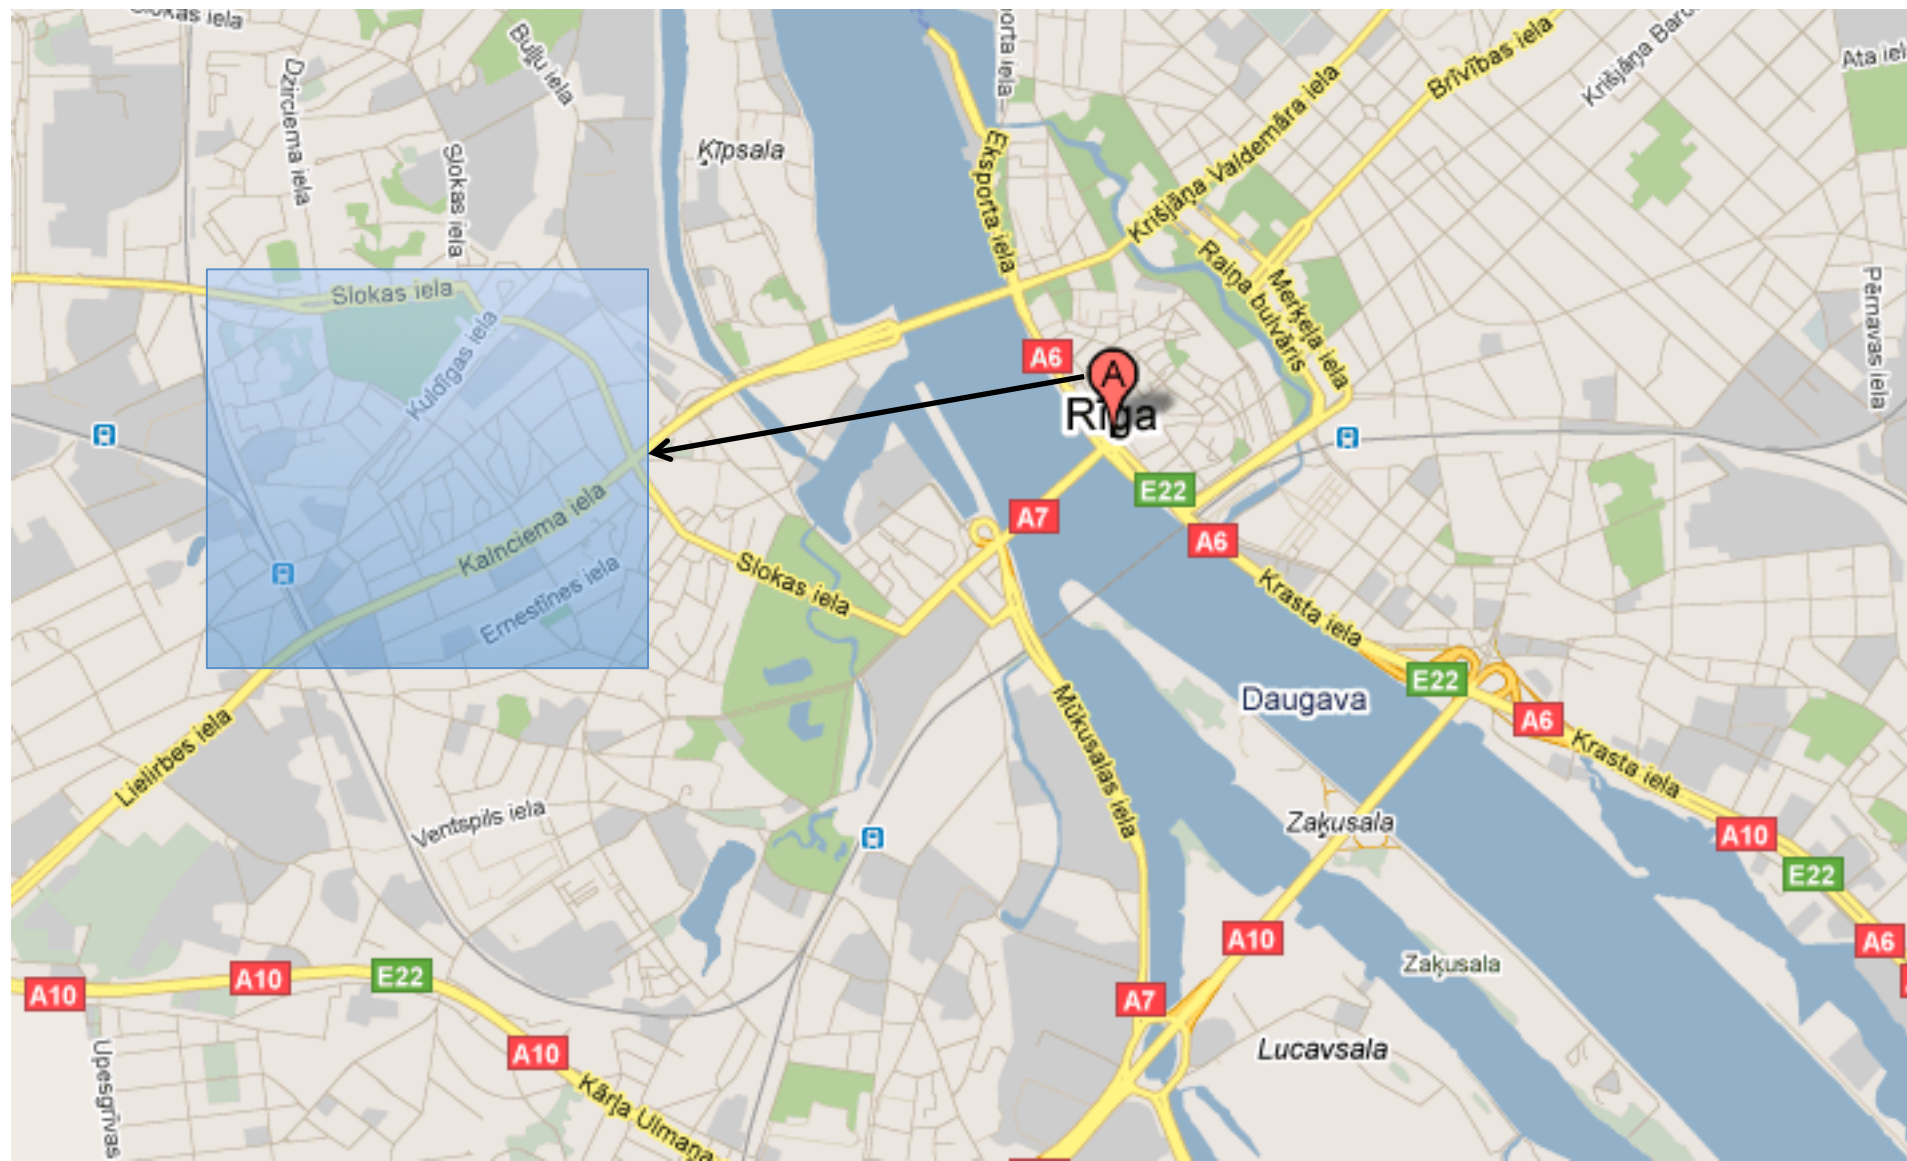 Slokas iela
Buļļu iela
Dzirciema iela
Slokas iela
Ķīpsala
Eksporta iela
Krišjāņa Valdemāra iela
Brīvības iela
Ata iel
Pērnavas iela
Raiņa bulvāris
Merķeļa iela
Slokas iela
Kuldīgas iela
A6
A
Rīga
E22
A7
A6
Kalnciema iela
Ernestīnes iela
Slokas iela
Krasta iela
E22
A6
Daugava
Mūkusalas iela
Krasta iela
Lielirbes iela
Ventspils iela
Zaķusala
A10
E22
A6
A10
Zaķusala
A10
A10
E22
A7
A10
Lucavsala
Upesgrīvas
Kārļa Ulmaņa